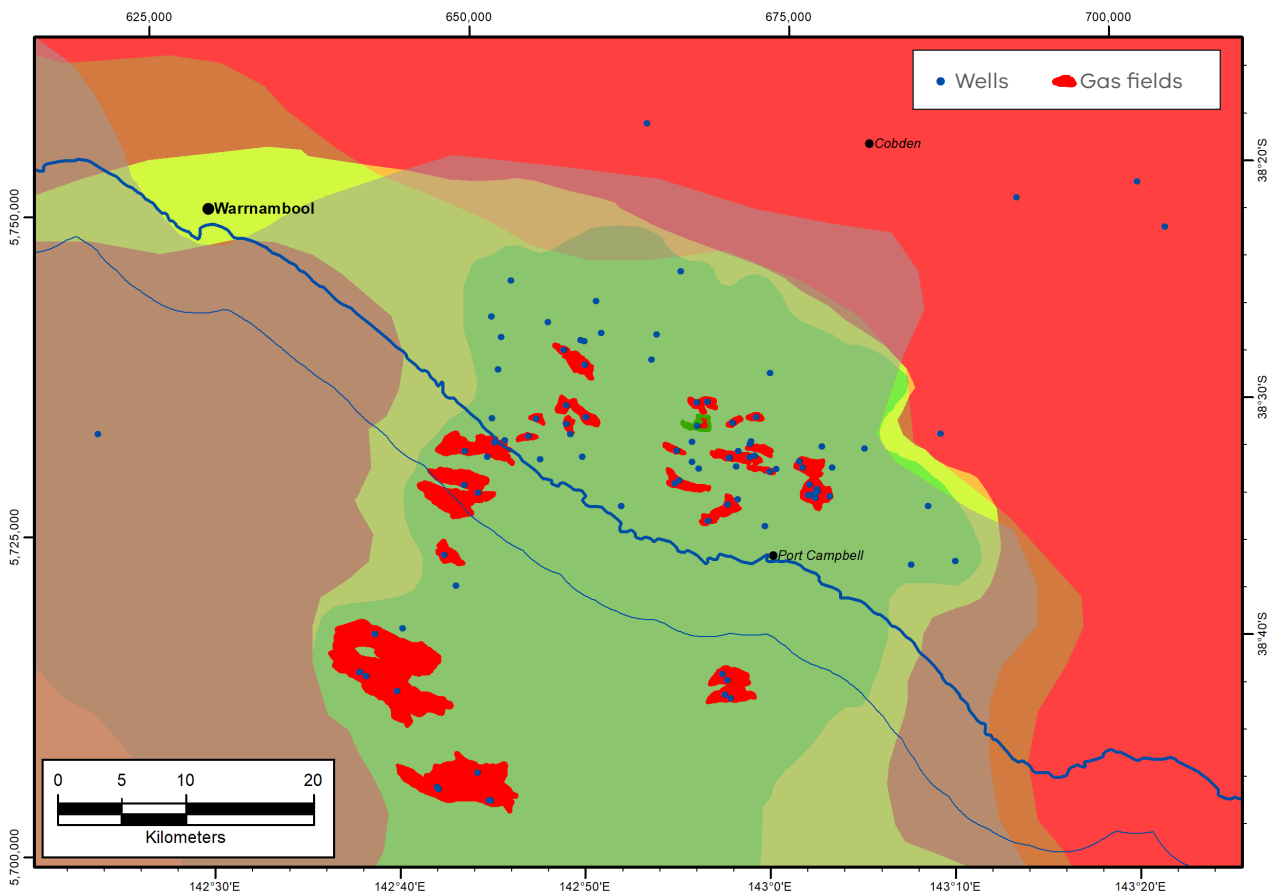 625,000 650,000 675,000 700,000
Wells Gas fields
Cobden
38°20'S
Warrnambool
5,750,000
38°30'S
5,725,000
Port Campbell
38°40'S
0 5 10 20
Kilometers
5,700,000
142°30'E 142°40'E 142°50'E 143°0'E 143°10'E 143°20'E